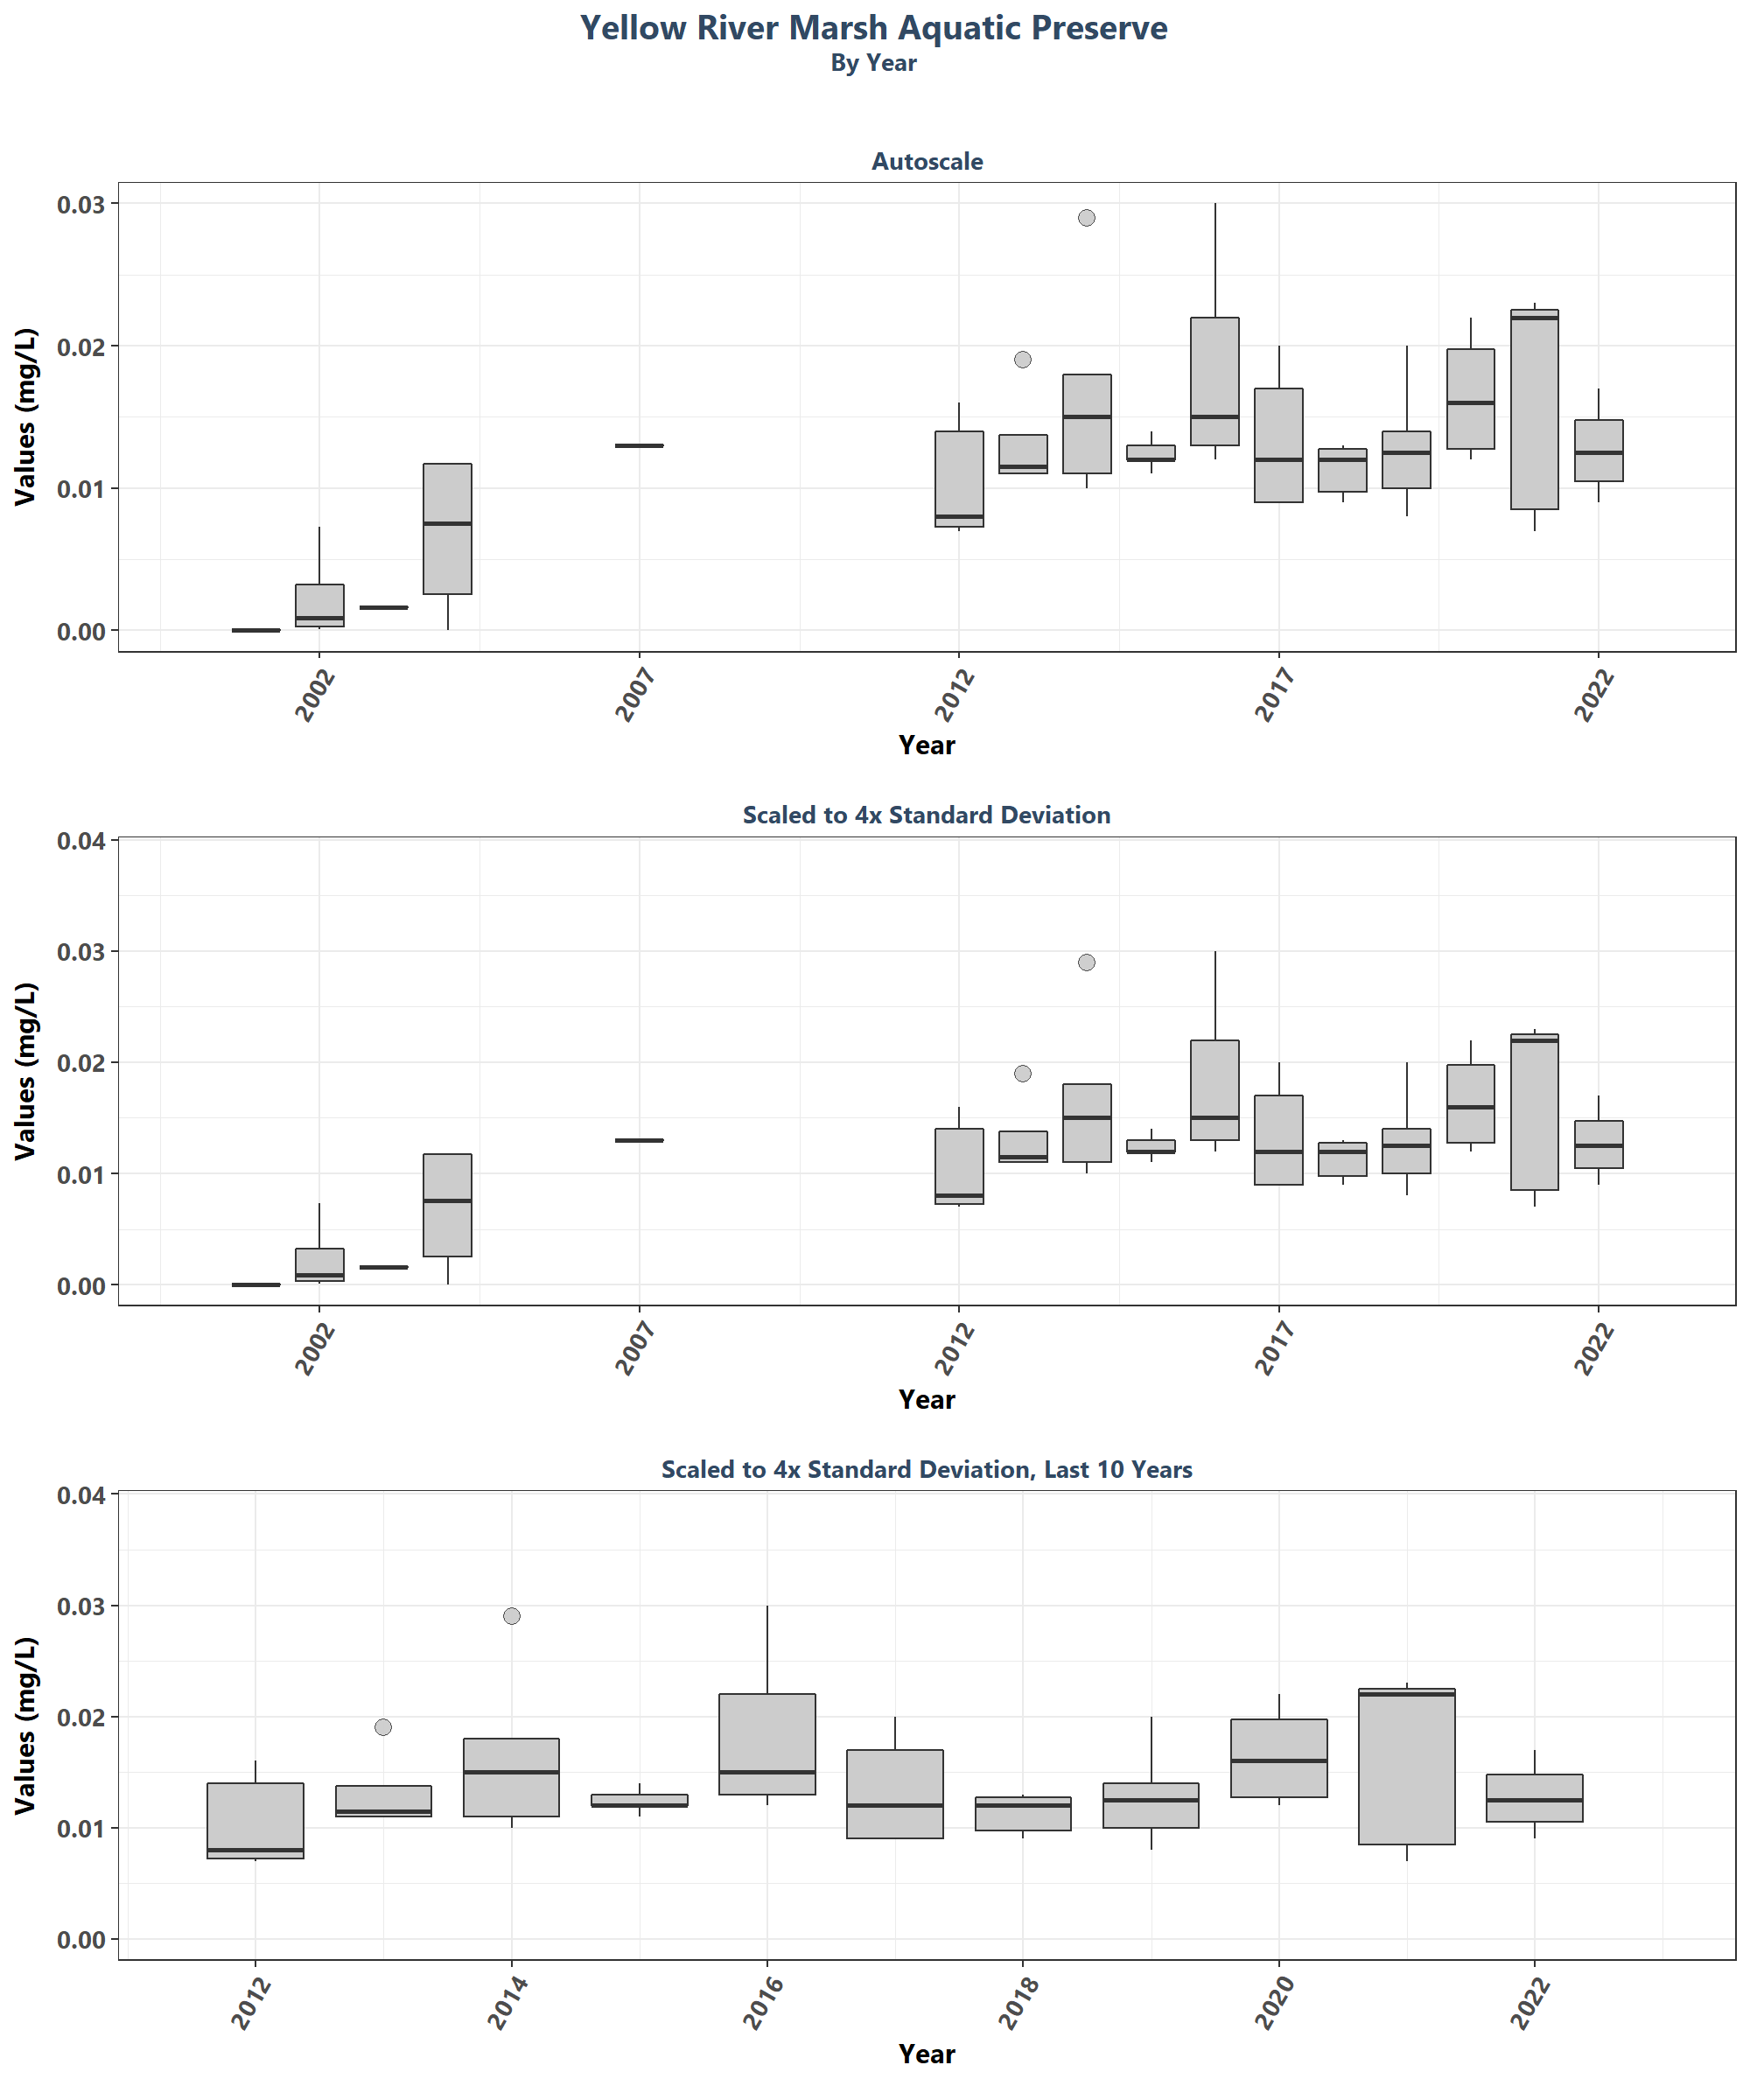 Yellow River Marsh Aquatic Preserve
By Year
Autoscale
0.03
0.02
0.01
0.00
Values (mg/L)
2002 2007 2012 2017 2022
Year
Scaled to 4x Standard Deviation
0.04
0.03
0.02
0.01
0.00
Values (mg/L)
2002 2007 2012 2017 2022
Year
Scaled to 4x Standard Deviation, Last 10 Years
0.04
0.03
0.02
0.01
0.00
Values (mg/L)
2012 2014 2016 2018 2020 2022
Year